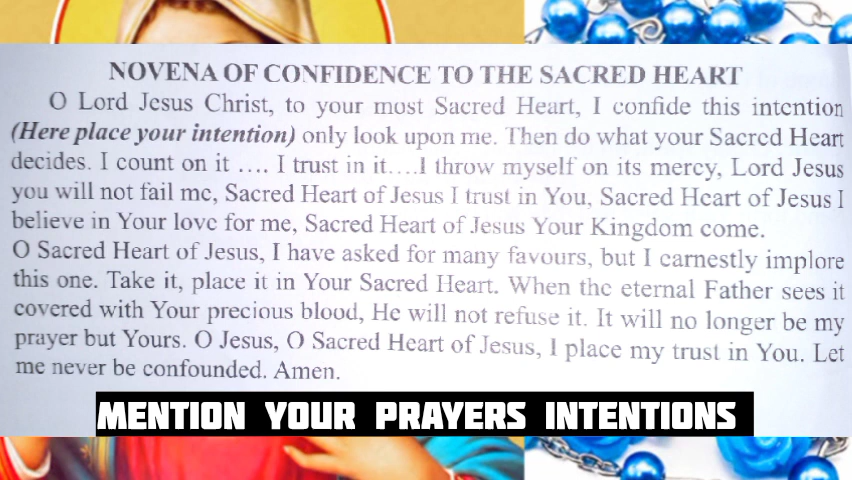 NOVENA OF CONFIDENCE TO THE SACRED HEART
O Lord Jesus Christ, to your most Sacred Heart, I confide this intention
(Here place your intention) only look upon me. Then do what your Sacred Heart
decides. I count on it .... I trust in it....I throw myself on its mercy, Lord Jesus
you will not fail me, Sacred Heart of Jesus I trust in You, Sacred Heart of Jesus I
believe in Your love for me, Sacred Heart of Jesus Your Kingdom come.
O Sacred Heart of Jesus, I have asked for many favours, but I earnestly implore
this one. Take it, place it in Your Sacred Heart. When the eternal Father sees it
covered with Your precious blood, He will not refuse it. It will no longer be my
prayer but Yours. O Jesus, O Sacred Heart of Jesus, I place my trust in You. Let
me never be confounded. Amen.
MENTION YOUR PRAYERS INTENTIONS